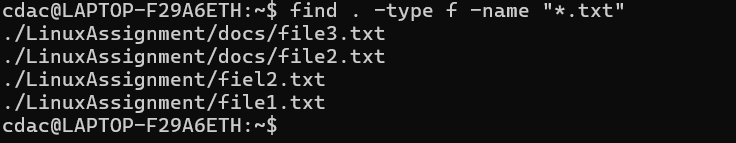 cdac@LAPTOP-F29A6ETH:~$ find . -type f -name "*.txt"
./LinuxAssignment/docs/file3.txt
./LinuxAssignment/docs/file2.txt
./LinuxAssignment/fiel2.txt
./LinuxAssignment/file1.txt
cdac@LAPTOP-F29A6ETH:~$